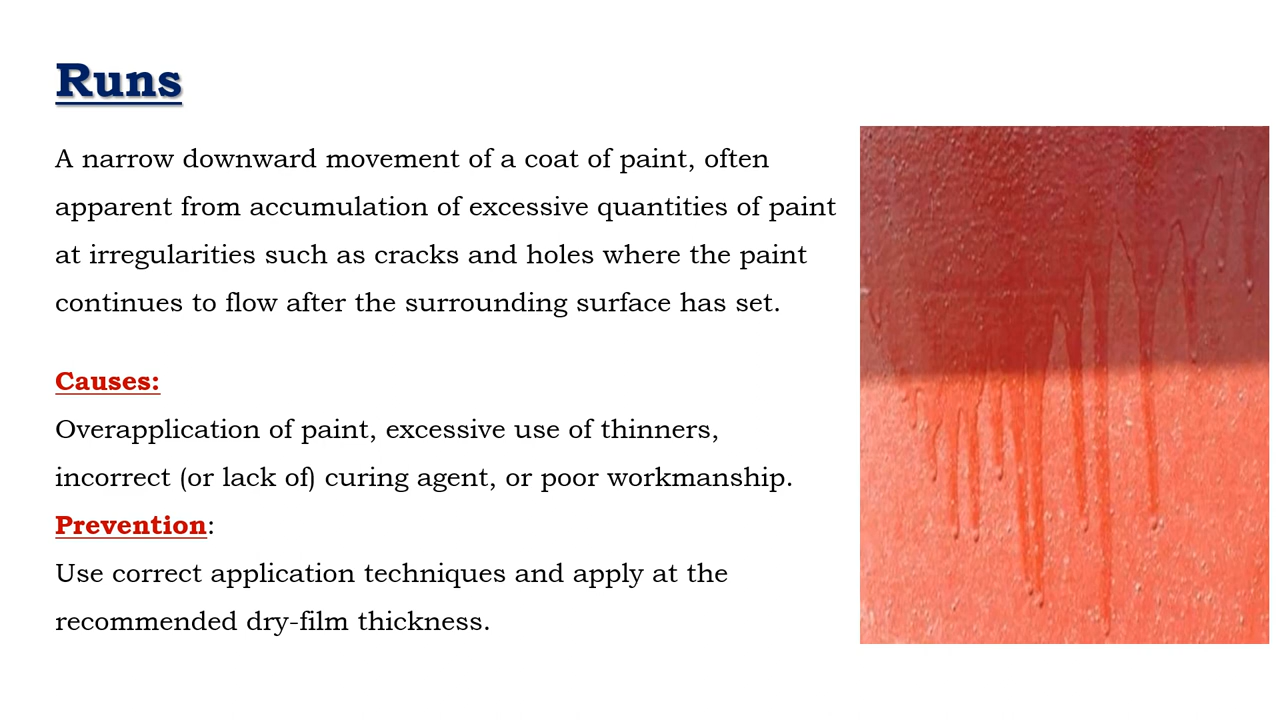 Runs
A narrow downward movement of a coat of paint, often
apparent from accumulation of excessive quantities of paint
at irregularities such as cracks and holes where the paint
continues to flow after the surrounding surface has set.
Causes:
Overapplication of paint, excessive use of thinners,
incorrect (or lack of) curing agent, or poor workmanship.
Prevention:
Use correct application techniques and apply at the
recommended dry-film thickness.